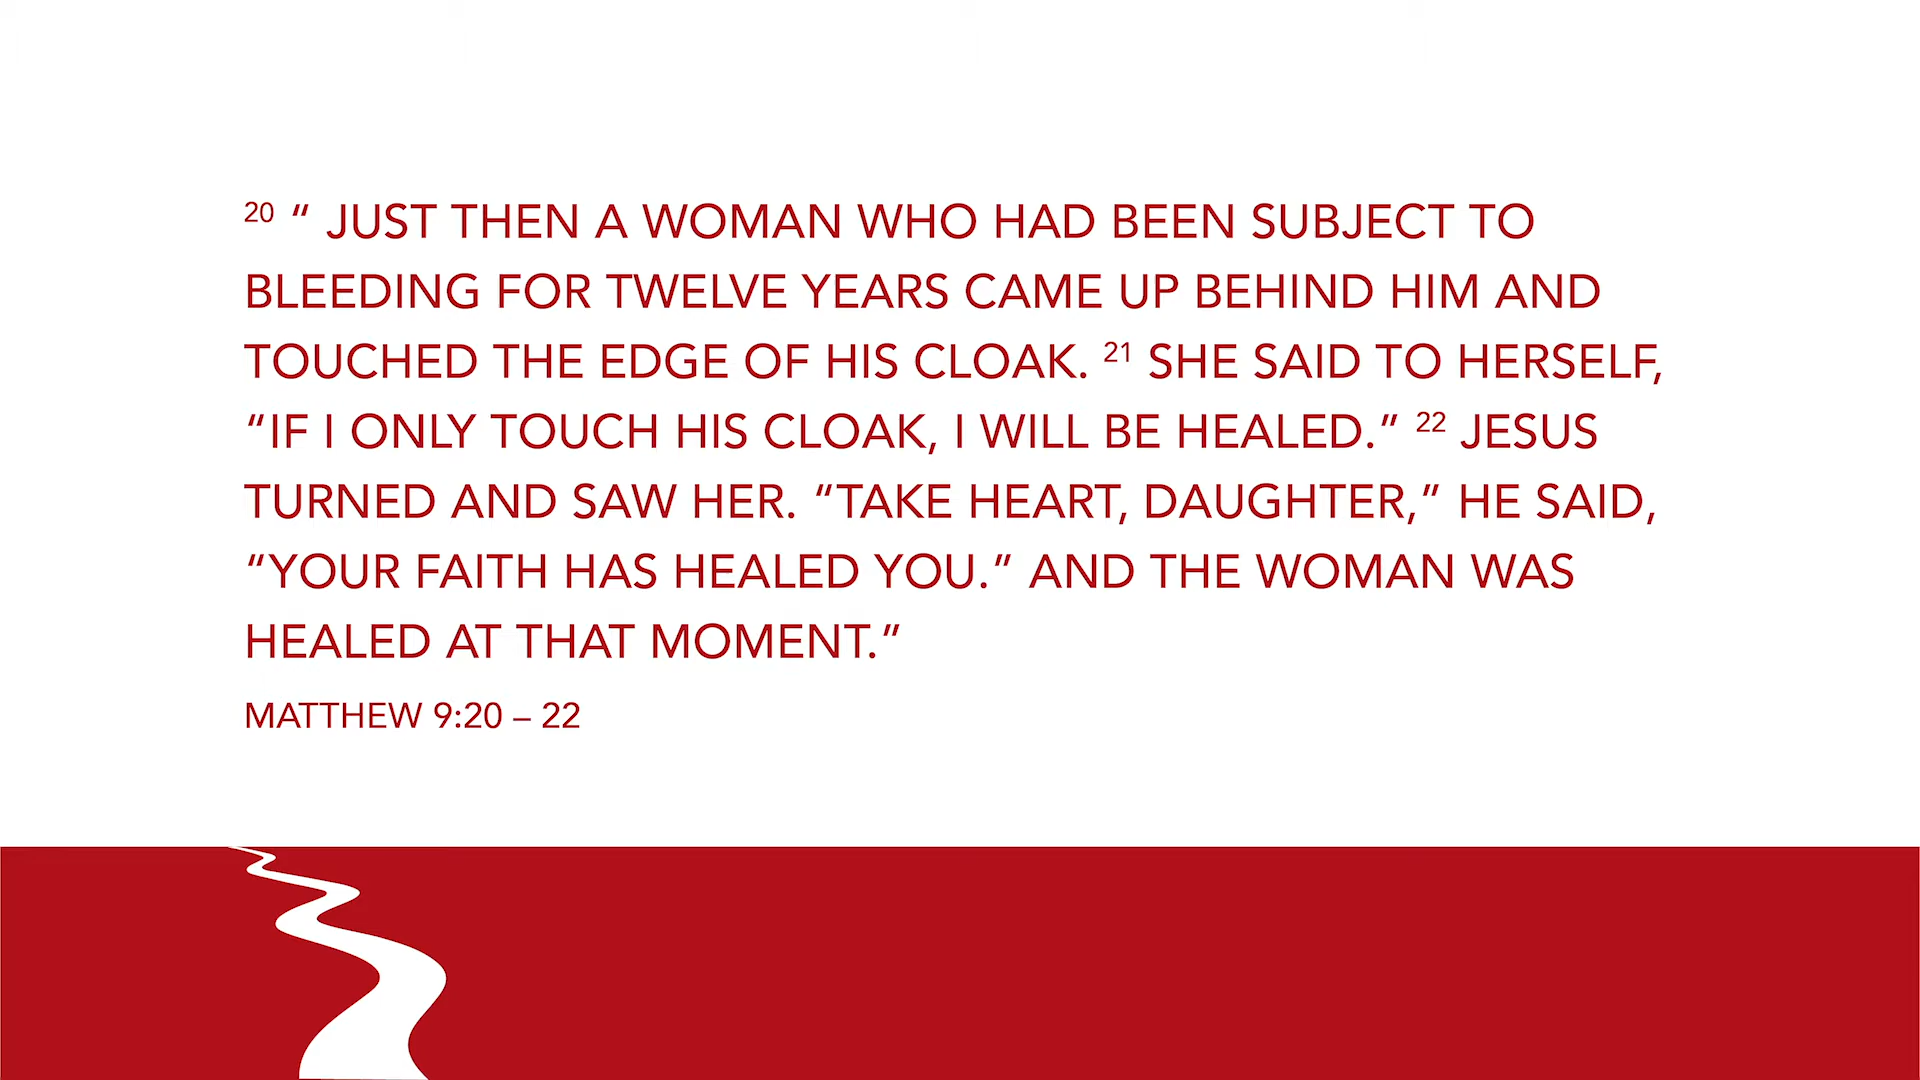 20 “ JUST THEN A WOMAN WHO HAD BEEN SUBJECT TO
BLEEDING FOR TWELVE YEARS CAME UP BEHIND HIM AND
TOUCHED THE EDGE OF HIS CLOAK. 21 SHE SAID TO HERSELF,
“IF I ONLY TOUCH HIS CLOAK, I WILL BE HEALED.” 22 JESUS
TURNED AND SAW HER. “TAKE HEART, DAUGHTER,” HE SAID,
“YOUR FAITH HAS HEALED YOU.” AND THE WOMAN WAS
HEALED AT THAT MOMENT.”
MATTHEW 9:20 – 22